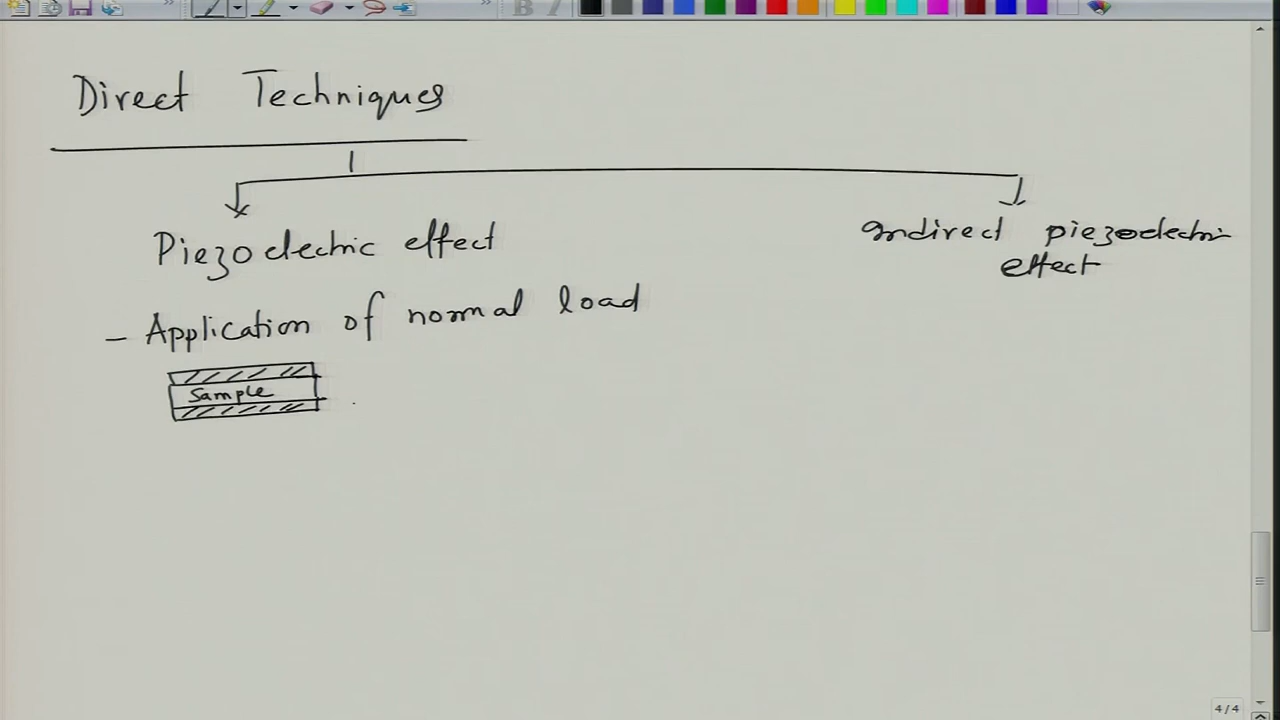 Direct Techniques
Piezoelectric effect
Indirect piezoelectric
effect
- Application of normal load
Sample
4/4